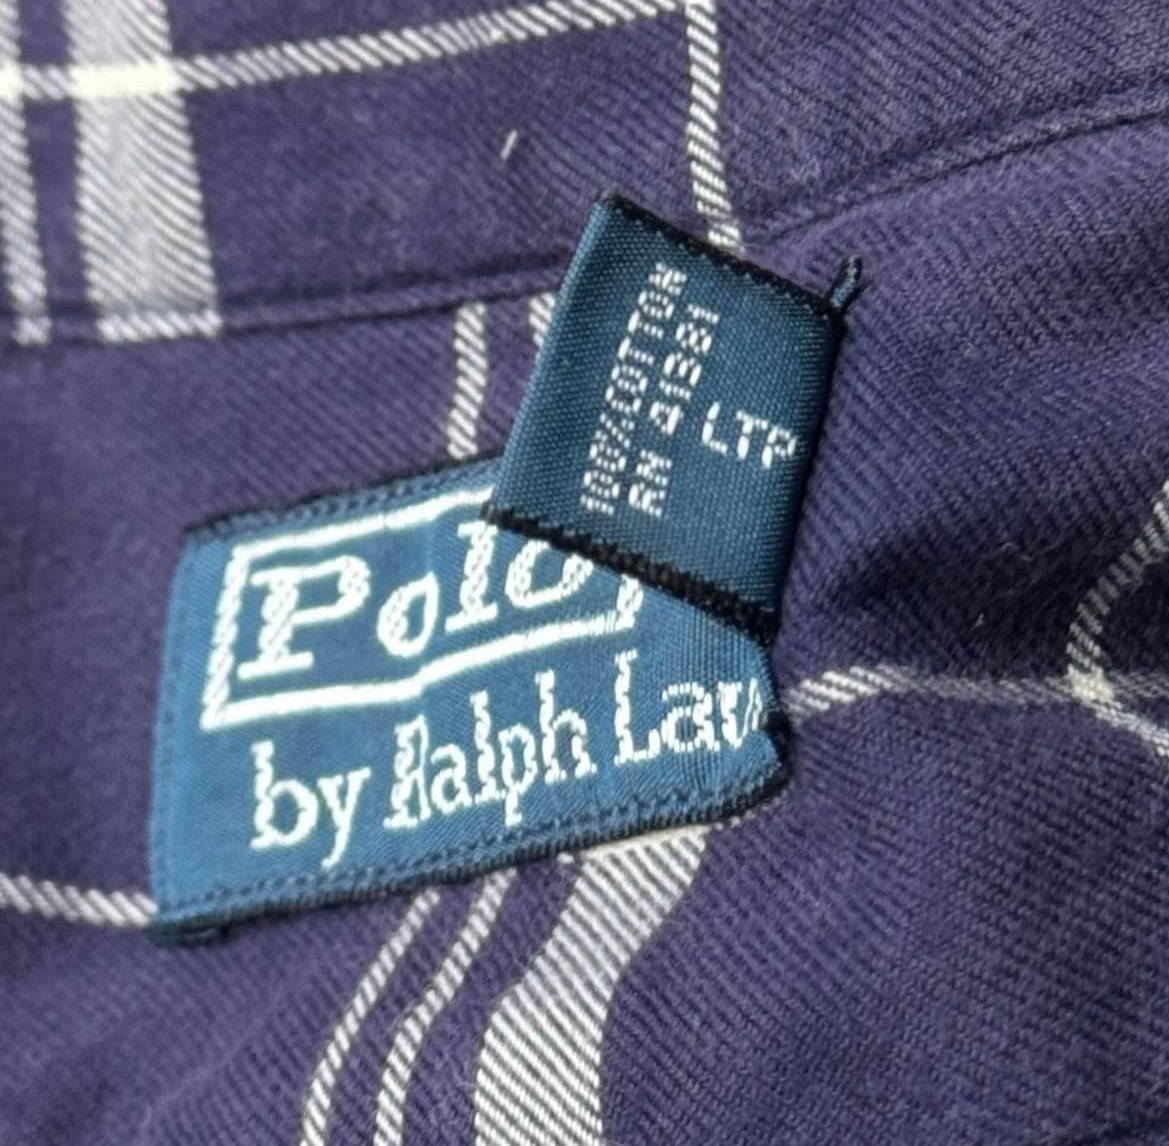 Polo
by Ralph Lau
100% COTTON
RN 41381
LTP